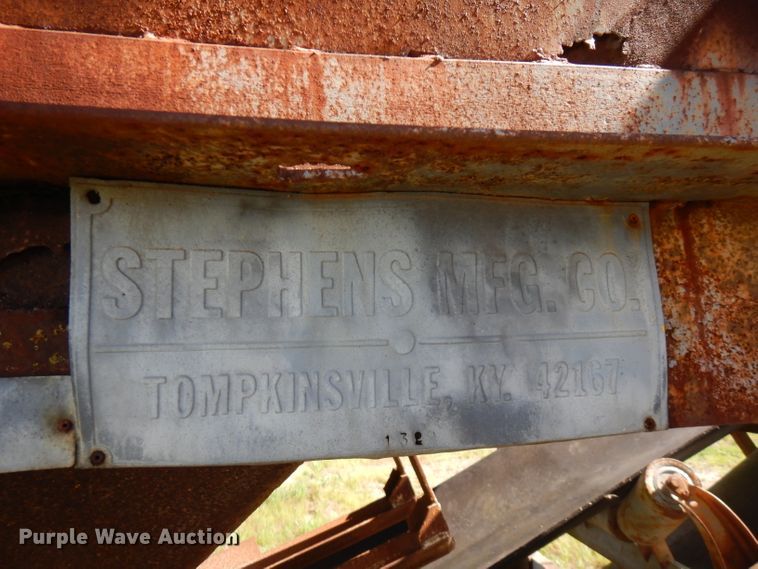 STEPHENS MFG. CO.
TOMPKINSVILLE, KY. 42167
132
Purple Wave Auction